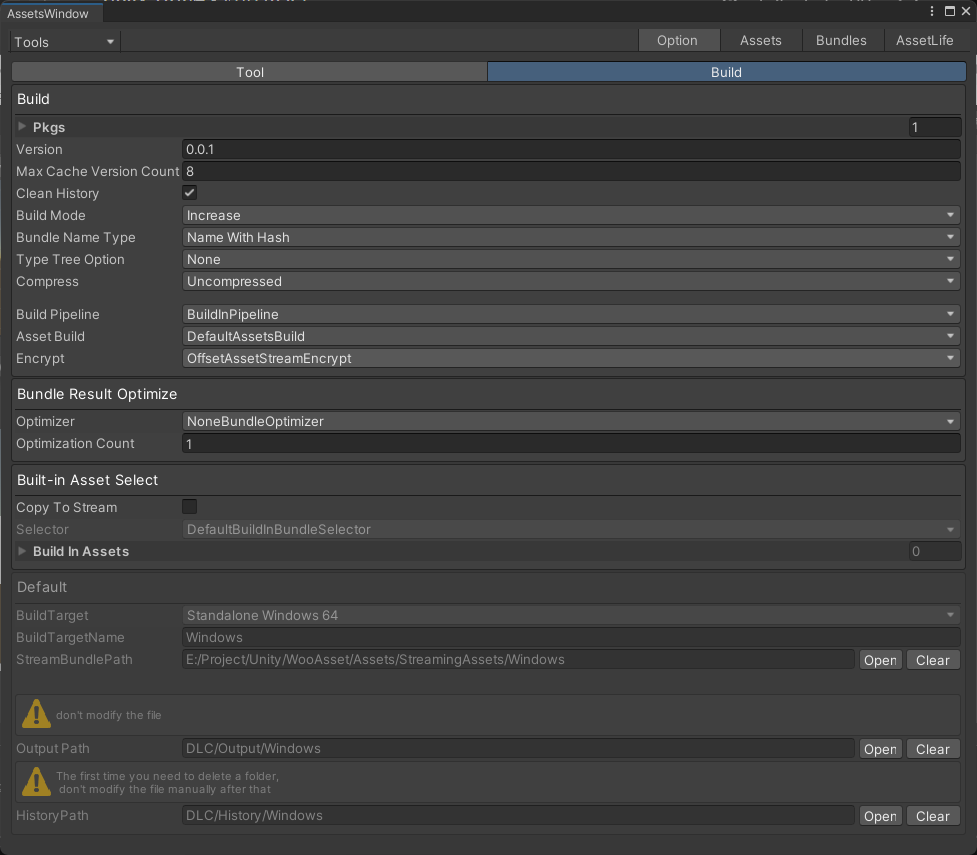 AssetsWindow
Tools
Option Assets Bundles AssetLife
Tool Build
Build
Pkgs 1
Version 0.0.1
Max Cache Version Count 8
Clean History
Build Mode Increase
Bundle Name Type Name With Hash
Type Tree Option None
Compress Uncompressed
Build Pipeline BuildInPipeline
Asset Build DefaultAssetsBuild
Encrypt OffsetAssetStreamEncrypt
Bundle Result Optimize
Optimizer NoneBundleOptimizer
Optimization Count 1
Built-in Asset Select
Copy To Stream
Selector DefaultBuildInBundleSelector
Build In Assets 0
Default
BuildTarget Standalone Windows 64
BuildTargetName Windows
StreamBundlePath E:/Project/Unity/WooAsset/Assets/StreamingAssets/Windows Open Clear
don't modify the file
Output Path DLC/Output/Windows Open Clear
The first time you need to delete a folder,
don't modify the file manually after that
HistoryPath DLC/History/Windows Open Clear